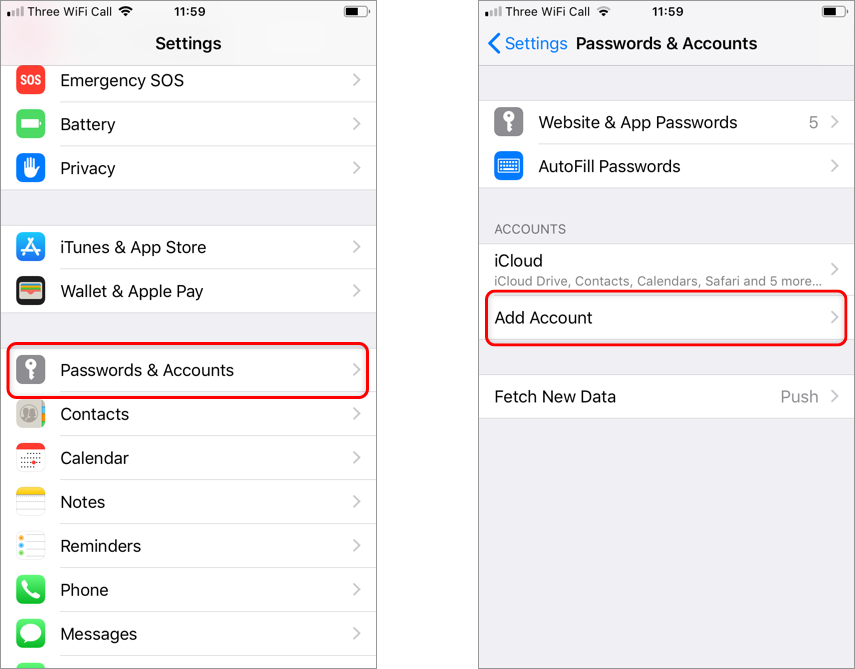 Three WiFi Call 11:59
Settings
SOS Emergency SOS
Battery
Privacy
iTunes & App Store
Wallet & Apple Pay
Passwords & Accounts
Contacts
Calendar
Notes
Reminders
Phone
Messages
Three WiFi Call 11:59
Settings Passwords & Accounts
Website & App Passwords 5
AutoFill Passwords
ACCOUNTS
iCloud
iCloud Drive, Contacts, Calendars, Safari and 5 more...
Add Account
Fetch New Data Push